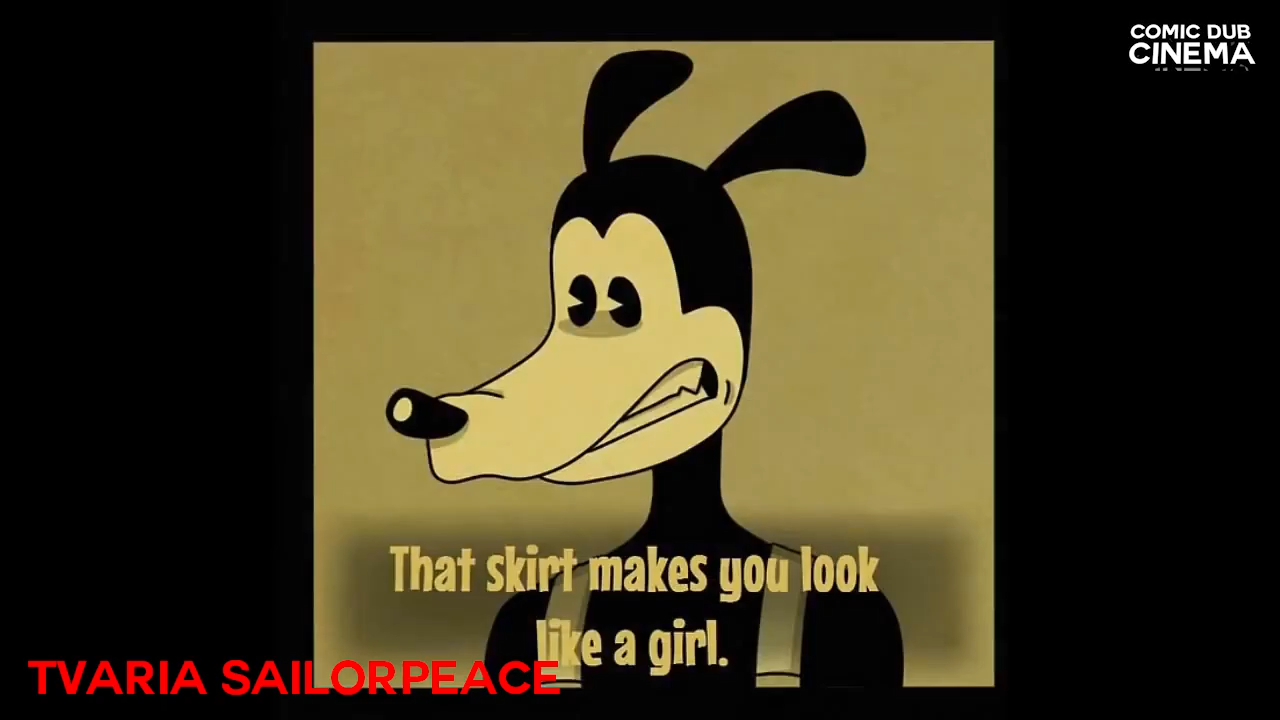 COMIC DUB
CINEMA
That skirt makes you look
like a girl.
TVARIA SAILORPEACE